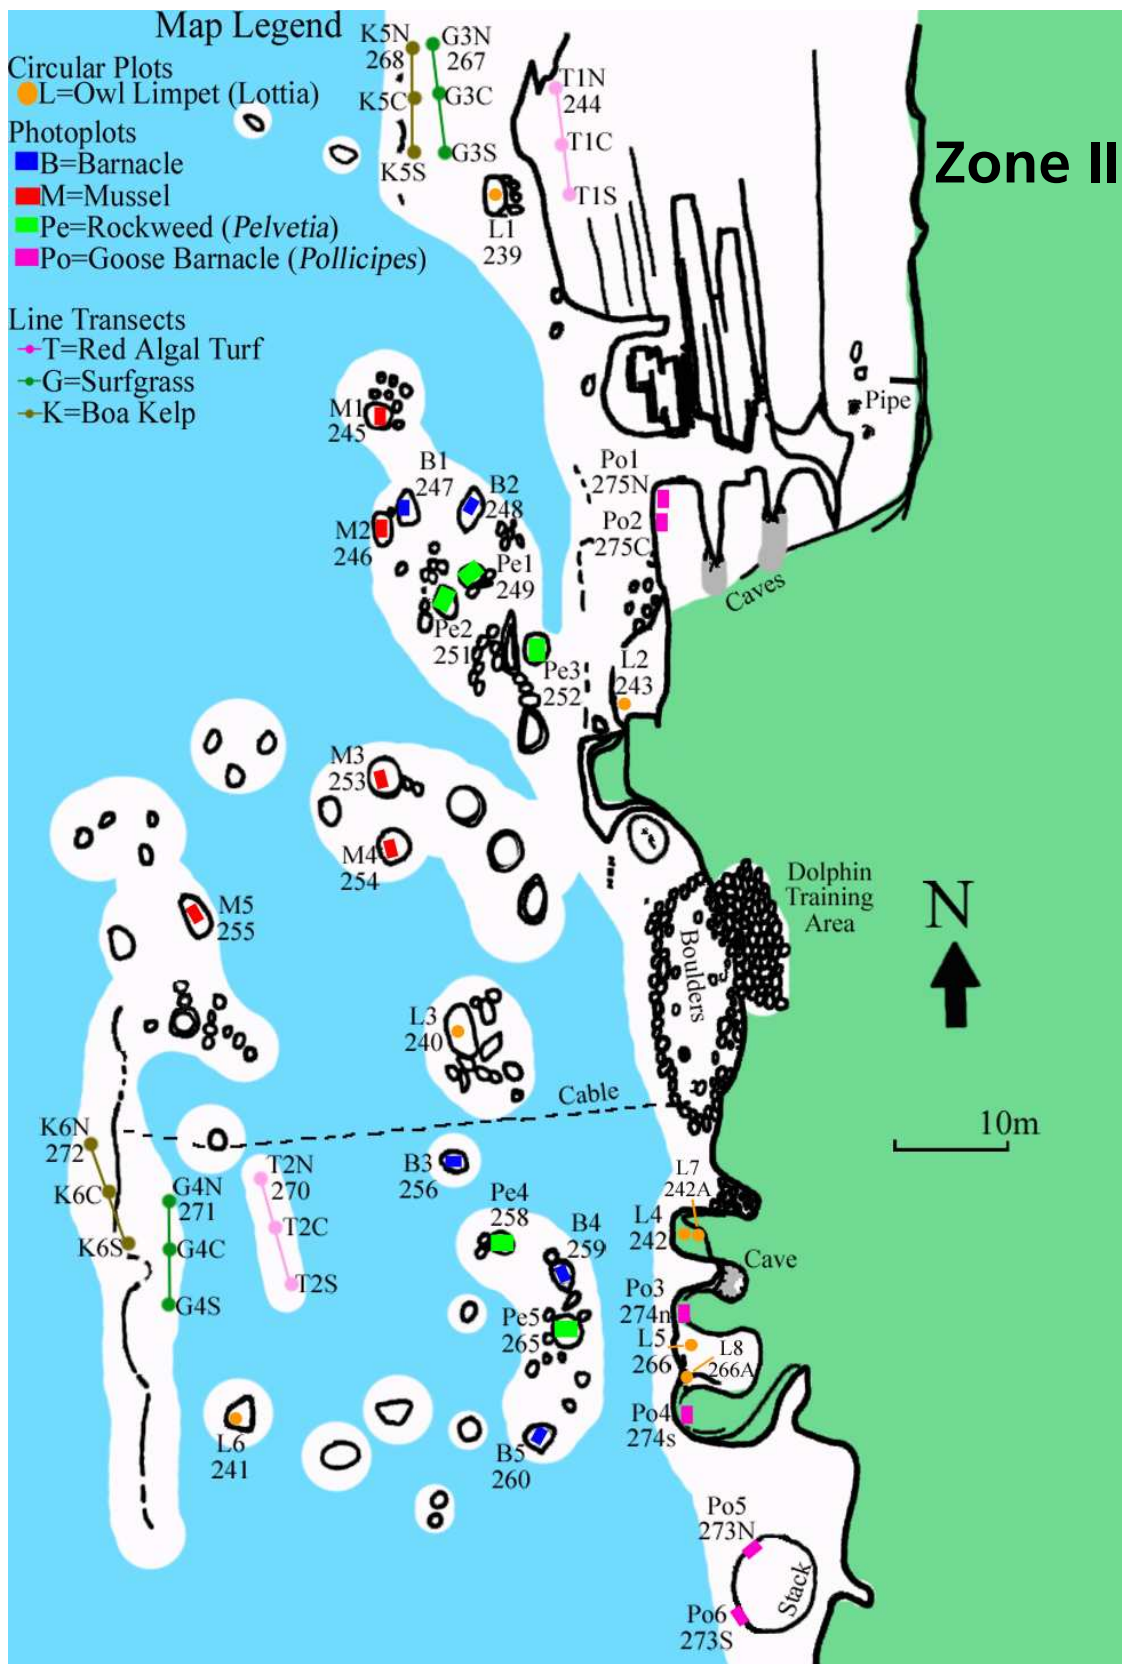 Map Legend
Circular Plots
L=Owl Limpet (Lottia)
Photoplots
B=Barnacle
M=Mussel
Pe=Rockweed (Pelvetia)
Po=Goose Barnacle (Pollicipes)
Line Transects
T=Red Algal Turf
G=Surfgrass
K=Boa Kelp
Zone II
K5N
268
K5C
K5S
G3N
267
G3C
G3S
T1N
244
T1C
T1S
L1
239
Pipe
M1
245
B1
247
B2
248
M2
246
Po1
275N
Po2
275C
Pe1
249
Caves
Pe2
251
Pe3
252
L2
243
M3
253
M4
254
Dolphin
Training
Area
M5
255
Boulders
N
L3
240
Cable
10m
K6N
272
K6C
K6S
G4N
271
G4C
G4S
T2N
270
T2C
T2S
B3
256
Pe4
258
B4
259
L7
242A
L4
242
Cave
Po3
274n
Pe5
265
L5
266
L8
266A
Po4
274s
L6
241
B5
260
Po5
273N
Stack
Po6
273S